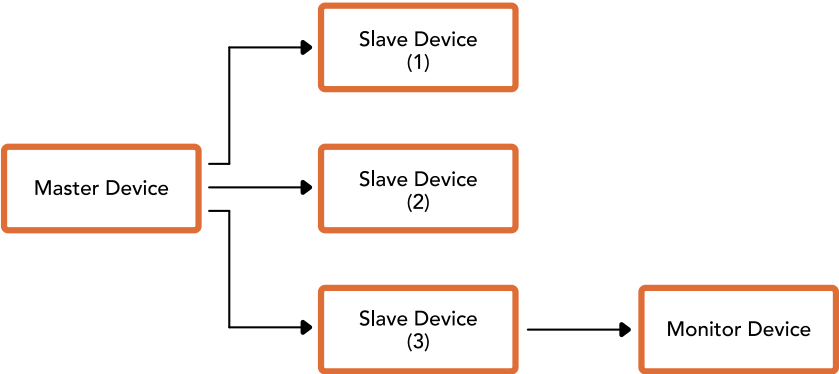 Slave Device
(1)
Master Device
Slave Device
(2)
Slave Device
(3)
Monitor Device